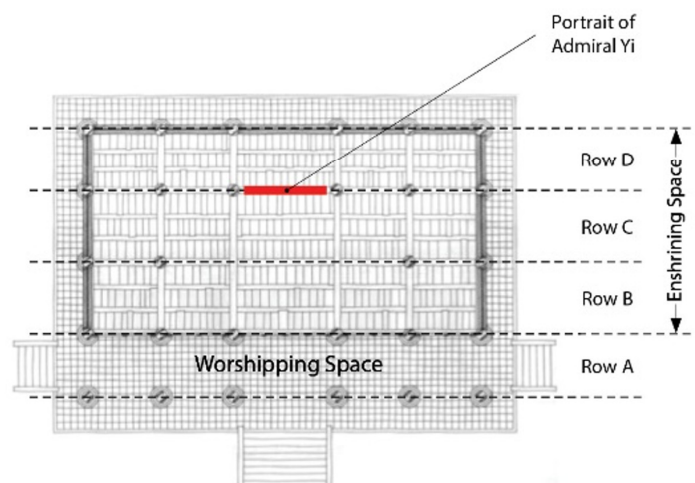 Portrait of
Admiral Yi
Row D
Row C
Row B
Enshrining Space
Worshipping Space
Row A